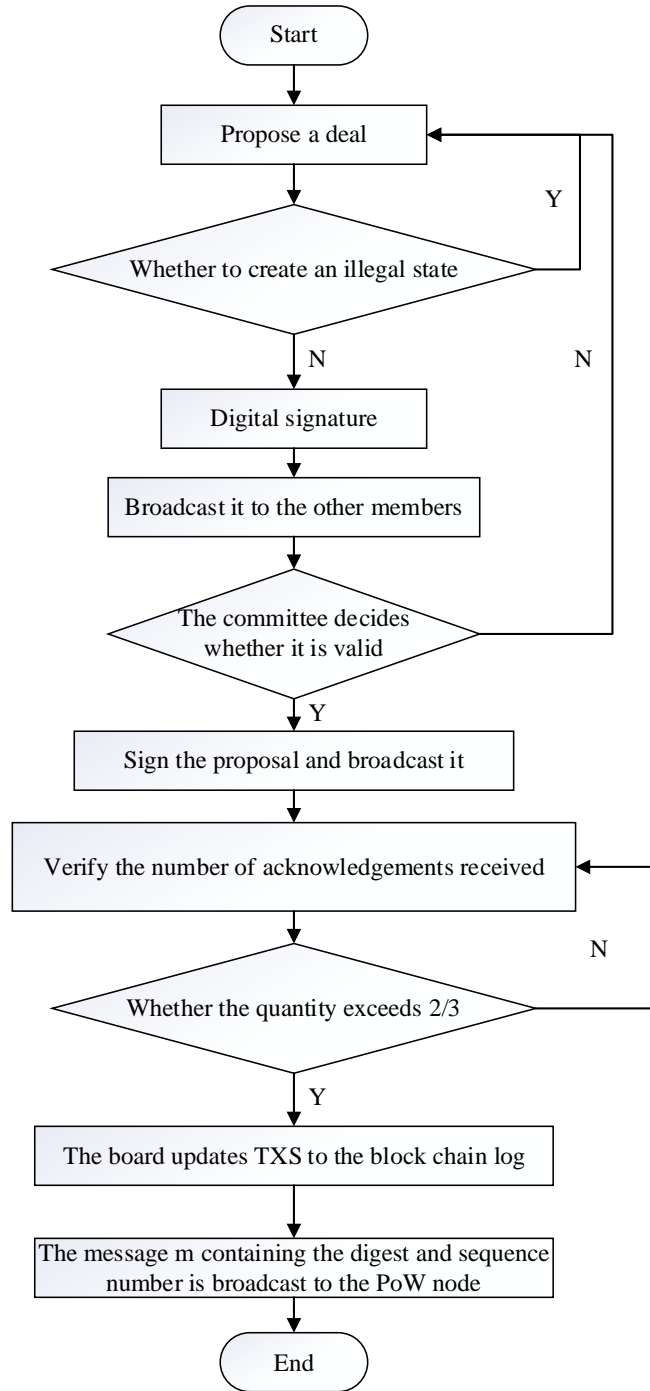 Start
Propose a deal
Y
Whether to create an illegal state
N
N
Digital signature
Broadcast it to the other members
The committee decides
whether it is valid
Y
Sign the proposal and broadcast it
Verify the number of acknowledgements received
N
Whether the quantity exceeds 2/3
Y
The board updates TXS to the block chain log
The message m containing the digest and sequence
number is broadcast to the PoW node
End